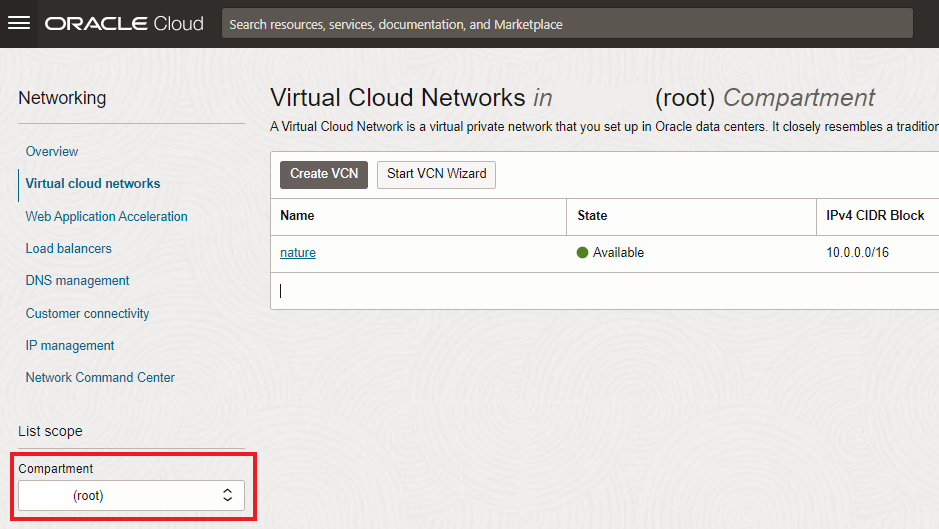 ORACLE Cloud
Search resources, services, documentation, and Marketplace
Networking
Overview
Virtual cloud networks
Web Application Acceleration
Load balancers
DNS management
Customer connectivity
IP management
Network Command Center
List scope
Compartment
(root)
Virtual Cloud Networks in (root) Compartment
A Virtual Cloud Network is a virtual private network that you set up in Oracle data centers. It closely resembles a tradition
Create VCN Start VCN Wizard
Name State IPv4 CIDR Block
nature Available 10.0.0.0/16